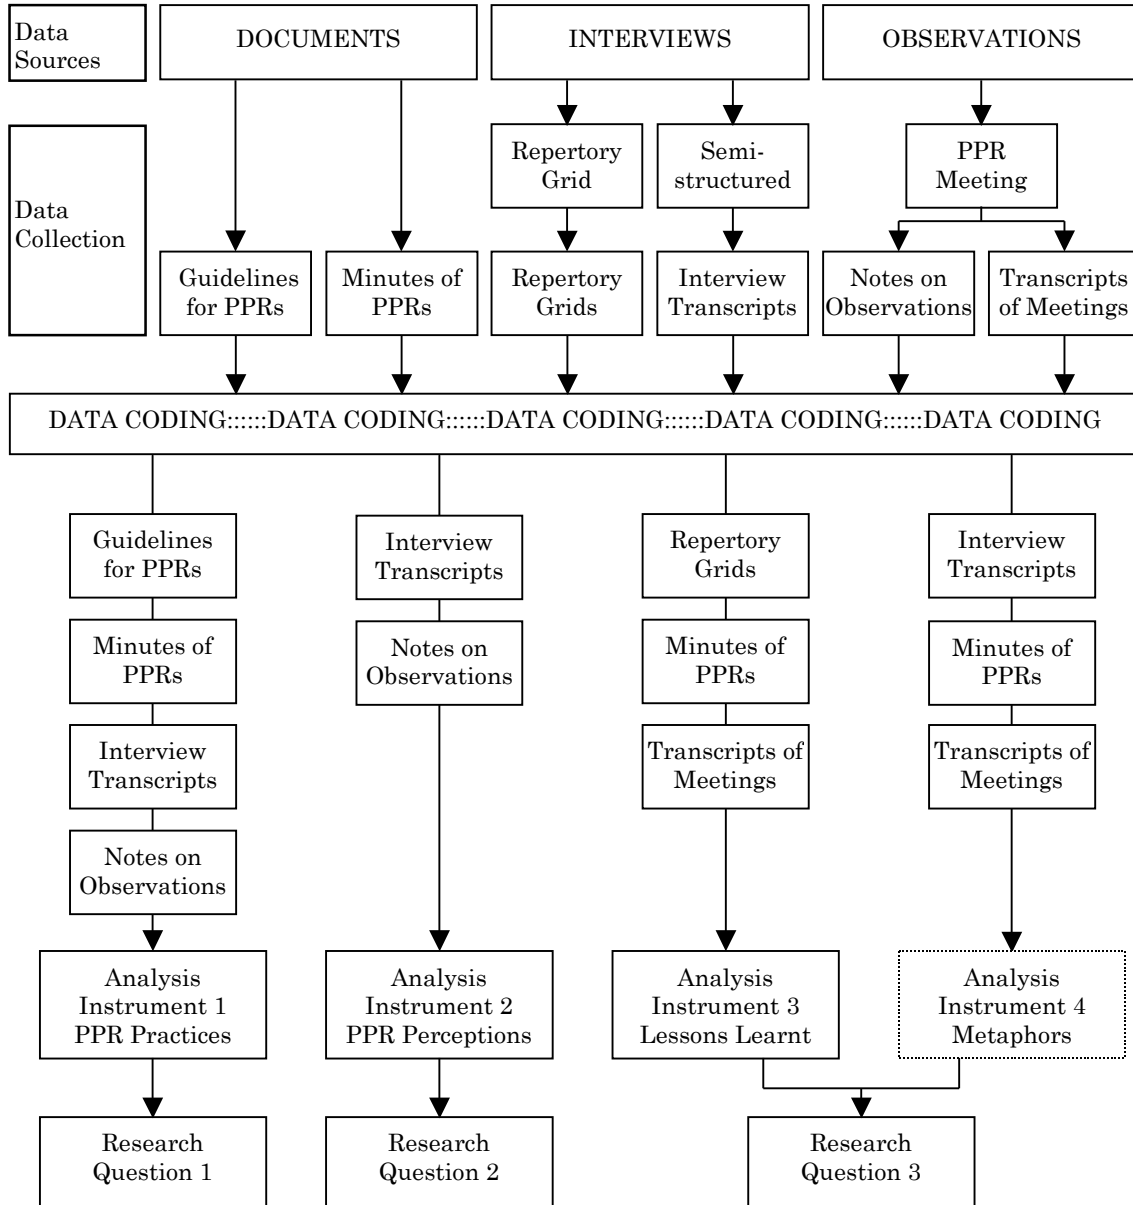 Data
Sources
DOCUMENTS
INTERVIEWS
OBSERVATIONS
Data
Collection
Repertory
Grid
Semi-
structured
PPR
Meeting
Guidelines
for PPRs
Minutes of
PPRs
Repertory
Grids
Interview
Transcripts
Notes on
Observations
Transcripts
of Meetings
DATA CODING::::::DATA CODING::::::DATA CODING::::::DATA CODING::::::DATA CODING
Guidelines
for PPRs
Minutes of
PPRs
Interview
Transcripts
Notes on
Observations
Analysis
Instrument 1
PPR Practices
Research
Question 1
Interview
Transcripts
Notes on
Observations
Analysis
Instrument 2
PPR Perceptions
Research
Question 2
Repertory
Grids
Minutes of
PPRs
Transcripts of
Meetings
Analysis
Instrument 3
Lessons Learnt
Interview
Transcripts
Minutes of
PPRs
Transcripts of
Meetings
Analysis
Instrument 4
Metaphors
Research
Question 3